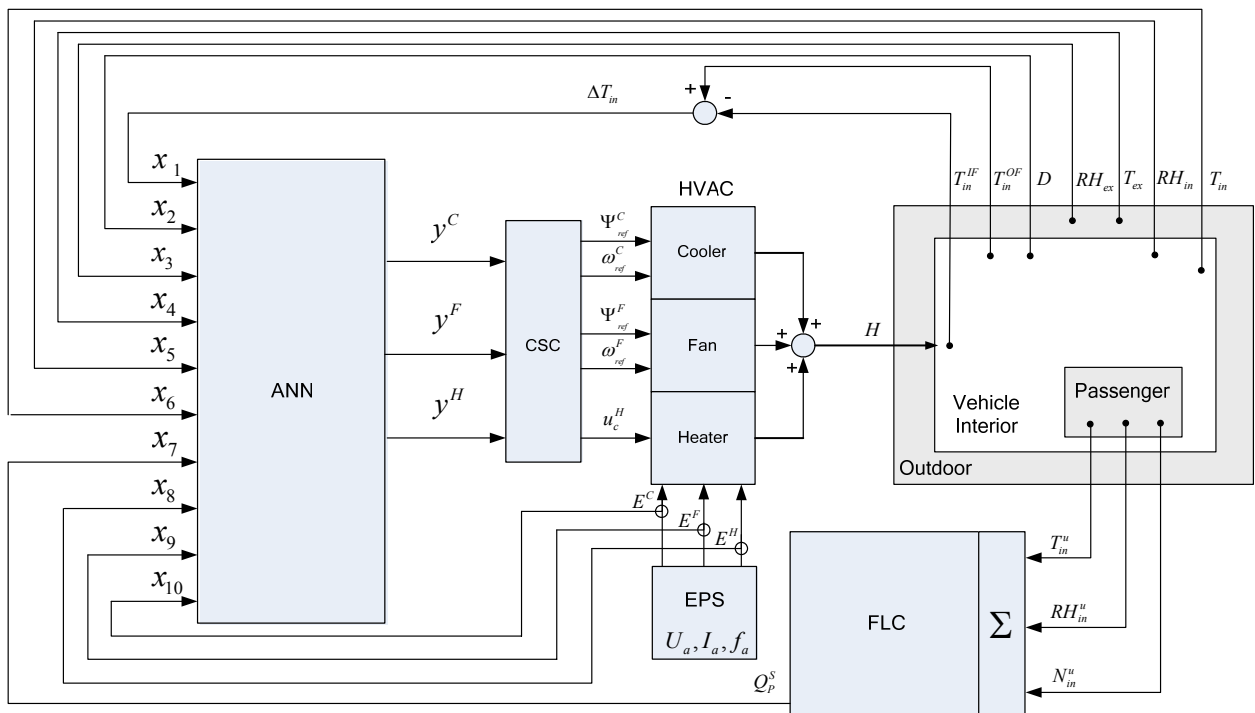 ΔT_in
+
-
x_1
x_2
x_3
x_4
x_5
x_6
x_7
x_8
x_9
x_10
ANN
y^C
y^F
y^H
CSC
Ψ_ref^C
ω_ref^C
Ψ_ref^F
ω_ref^F
u_c^H
HVAC
Cooler
Fan
Heater
+
+
+
H
T_in^IF
T_in^OF
D
RH_ex
T_ex
RH_in
T_in
Vehicle
Interior
Passenger
Outdoor
E^C
E^F
E^H
EPS
U_a, I_a, f_a
Q_P^S
FLC
Σ
T_in^u
RH_in^u
N_in^u